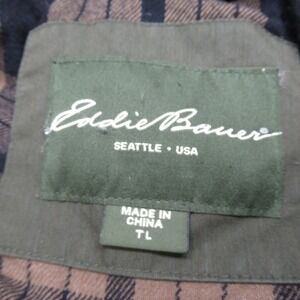 Eddie Bauer®
SEATTLE • USA
MADE IN
CHINA
TL